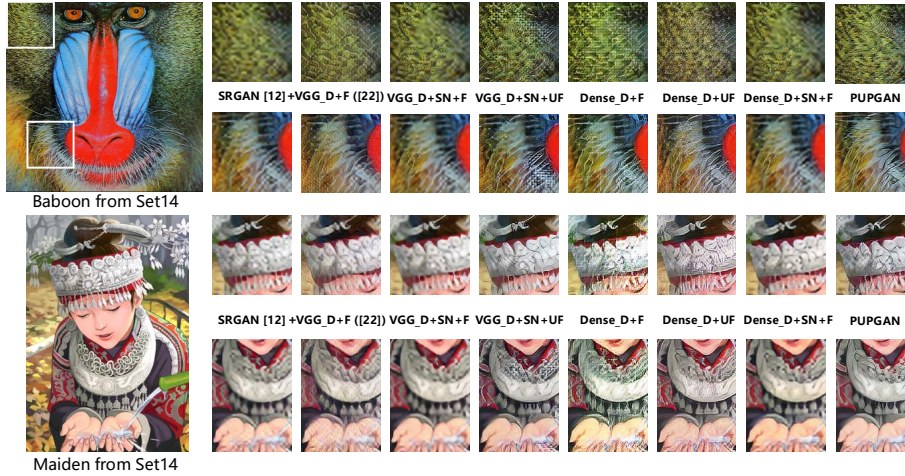 SRGAN [12] +VGG_D+F ([22]) VGG_D+SN+F VGG_D+SN+UF Dense_D+F Dense_D+UF Dense_D+SN+F PUPGAN
Baboon from Set14
SRGAN [12] +VGG_D+F ([22]) VGG_D+SN+F VGG_D+SN+UF Dense_D+F Dense_D+UF Dense_D+SN+F PUPGAN
Maiden from Set14